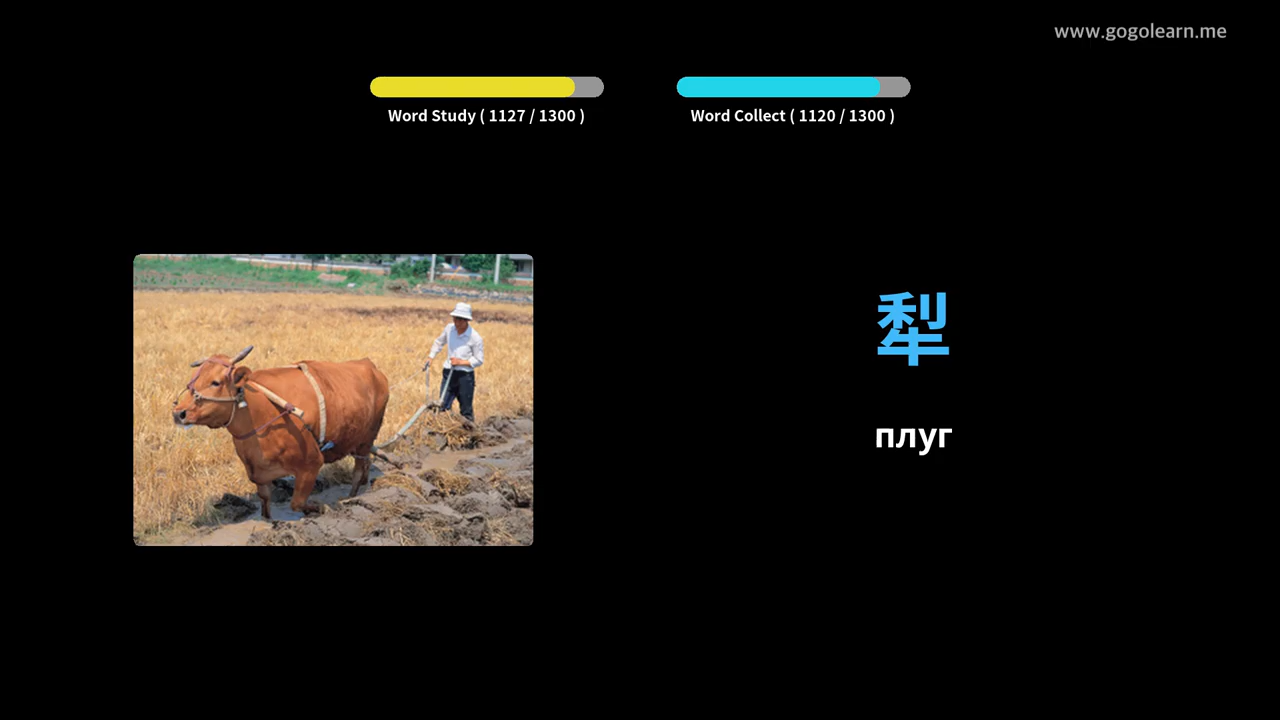 www.gogolearn.me
Word Study ( 1127 / 1300 )
Word Collect ( 1120 / 1300 )
犁
плуг